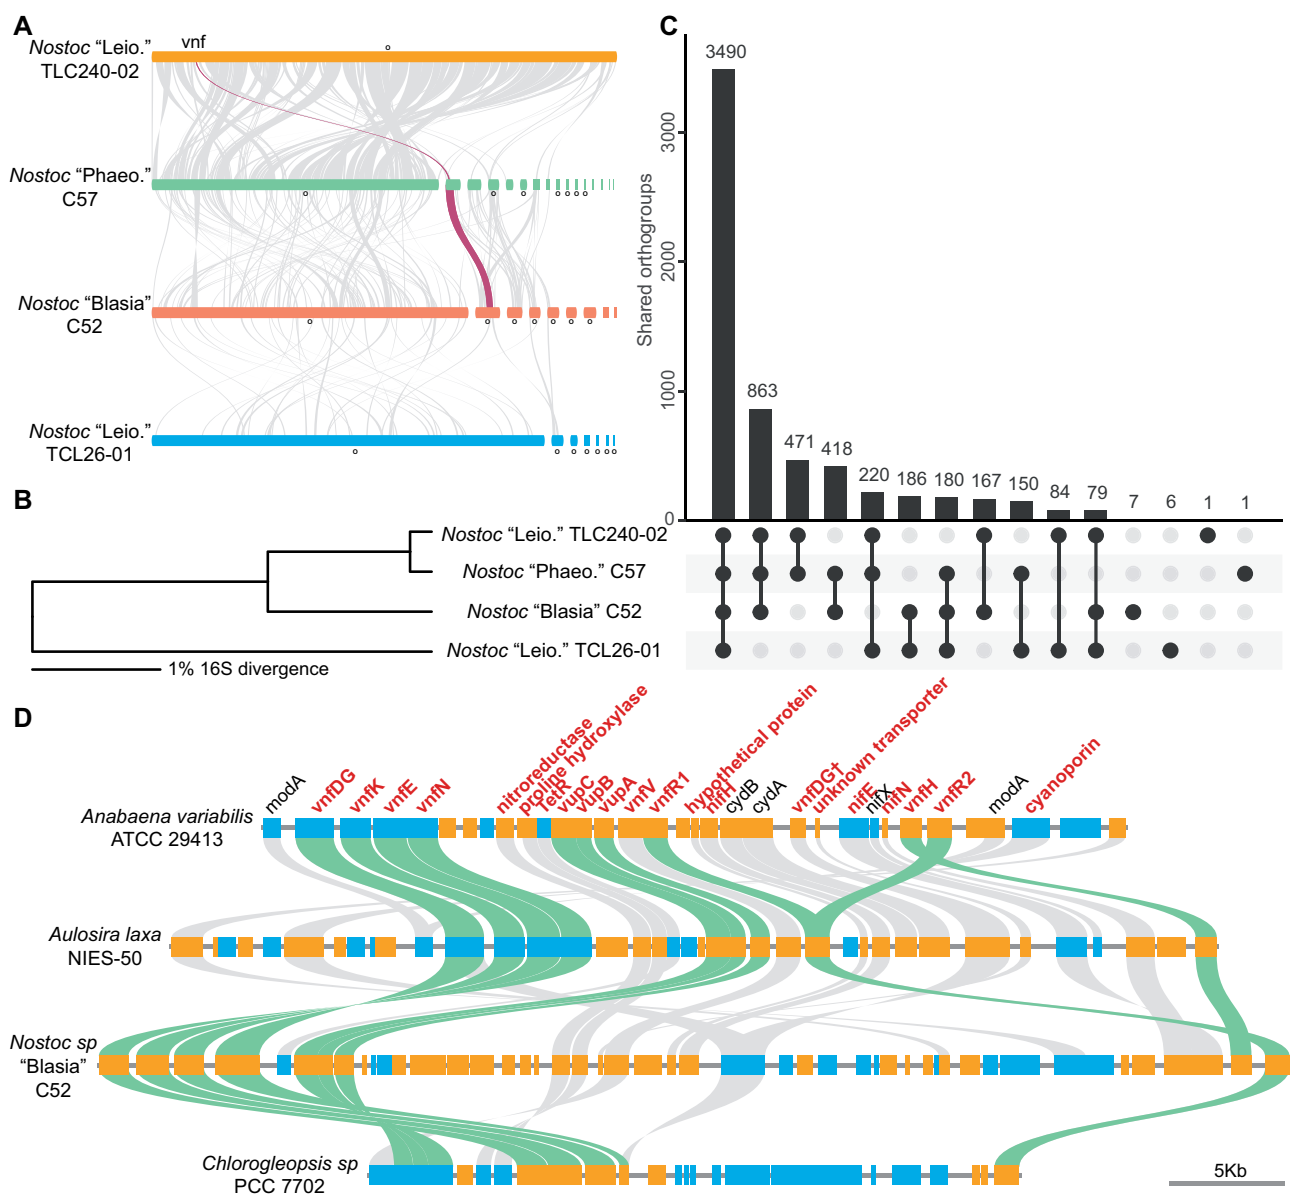 A
Nostoc “Leio.”
TLC240-02
vnf
Nostoc “Phaeo.”
C57
Nostoc “Blasia”
C52
Nostoc “Leio.”
TCL26-01
B
Nostoc “Leio.” TLC240-02
Nostoc “Phaeo.” C57
Nostoc “Blasia” C52
Nostoc “Leio.” TCL26-01
1% 16S divergence
C
Shared orthogroups
3000
2000
1000
0
3490
863
471
418
220
186
180
167
150
84
79
7
6
1
1
D
modA
vnfDG
vnfK
vnfE
vnfN
nitroreductase
proline hydroxylase
TetR
vupC
vupB
vupA
vnfV
vnfR1
hypothetical protein
nifH
cydB
cydA
vnfDG†
unknown transporter
nifE
nifX
nifN
vnfH
vnfR2
modA
cyanoporin
Anabaena variabilis
ATCC 29413
Aulosira laxa
NIES-50
Nostoc sp
“Blasia”
C52
Chlorogleopsis sp
PCC 7702
5Kb